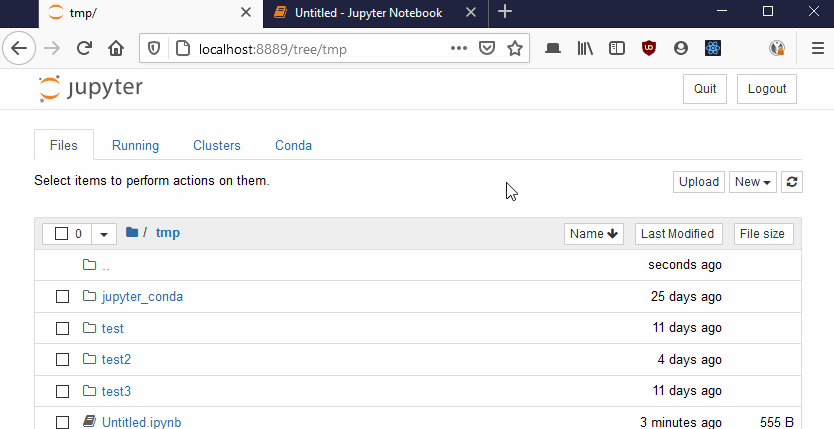 tmp/ Untitled - Jupyter Notebook
localhost:8889/tree/tmp
jupyter Quit Logout
Files Running Clusters Conda
Select items to perform actions on them. Upload New
0 / tmp Name Last Modified File size
.. seconds ago
jupyter_conda 25 days ago
test 11 days ago
test2 4 days ago
test3 11 days ago
Untitled.ipynb 3 minutes ago 555 B